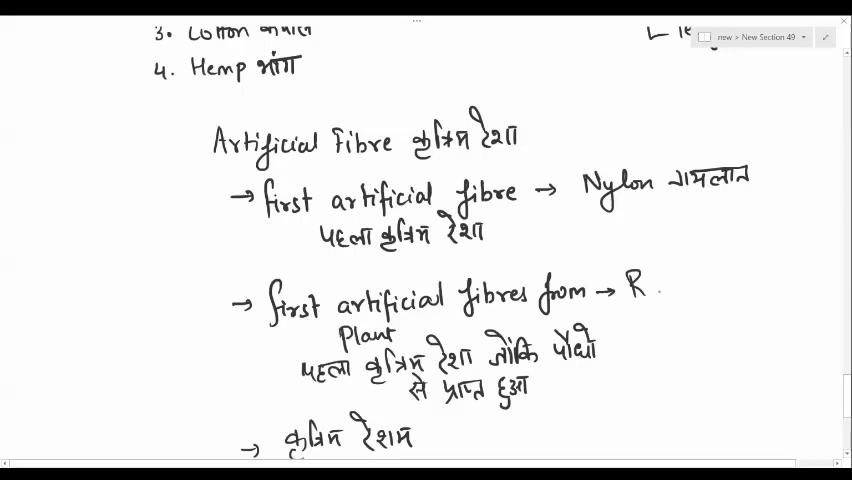 3. Cotton कपास
new > New Section 49
4. Hemp भांग
Artificial Fibre कृत्रिम रेशा
→ First artificial fibre → Nylon नायलान
पहला कृत्रिम रेशा
→ First artificial fibres from → R
Plant
पहला कृत्रिम रेशा जोकि पौधो
से प्राप्त हुआ
→ कृत्रिम रेशम